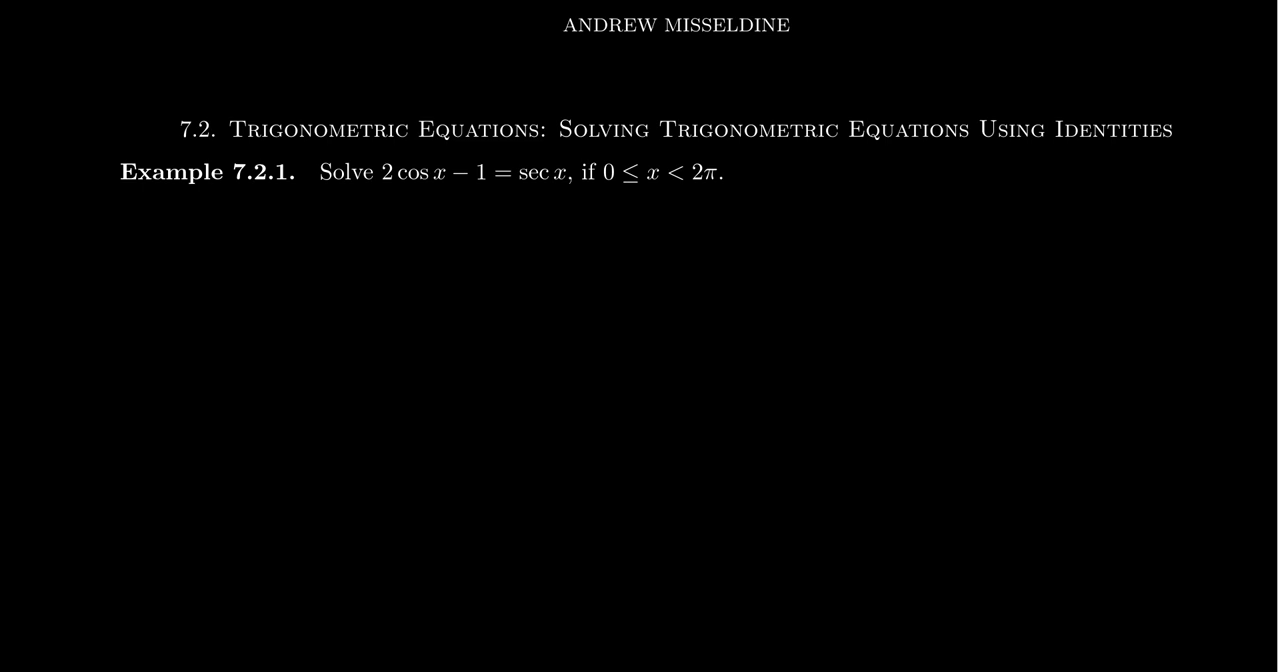 ANDREW MISSELDINE
7.2. Trigonometric Equations: Solving Trigonometric Equations Using Identities
Example 7.2.1. Solve 2 cos x − 1 = sec x, if 0 ≤ x < 2π.